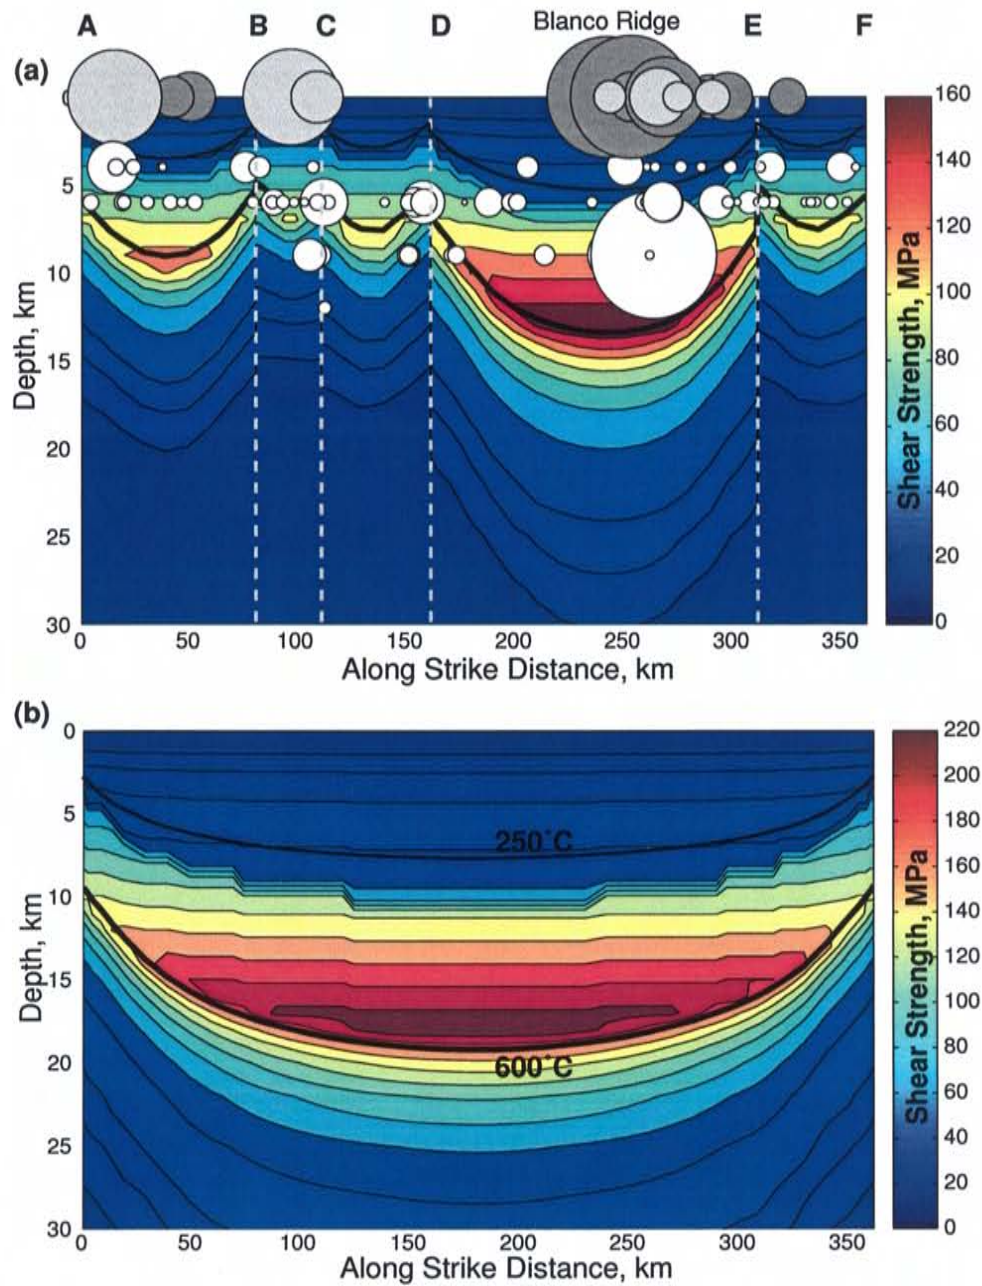 A B C D Blanco Ridge E F
(a)
160
140
120
100
80
60
40
20
0
Shear Strength, MPa
5
10
15
20
25
30
Depth, km
0 50 100 150 200 250 300 350
Along Strike Distance, km
(b)
0
5
10
15
20
25
30
Depth, km
250°C
600°C
220
200
180
160
140
120
100
80
60
40
20
0
Shear Strength, MPa
0 50 100 150 200 250 300 350
Along Strike Distance, km